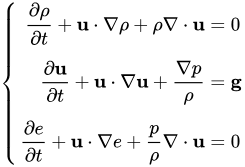 ∂ρ/∂t + u · ∇ρ + ρ∇ · u = 0
∂u/∂t + u · ∇u + ∇p/ρ = g
∂e/∂t + u · ∇e + p/ρ ∇ · u = 0